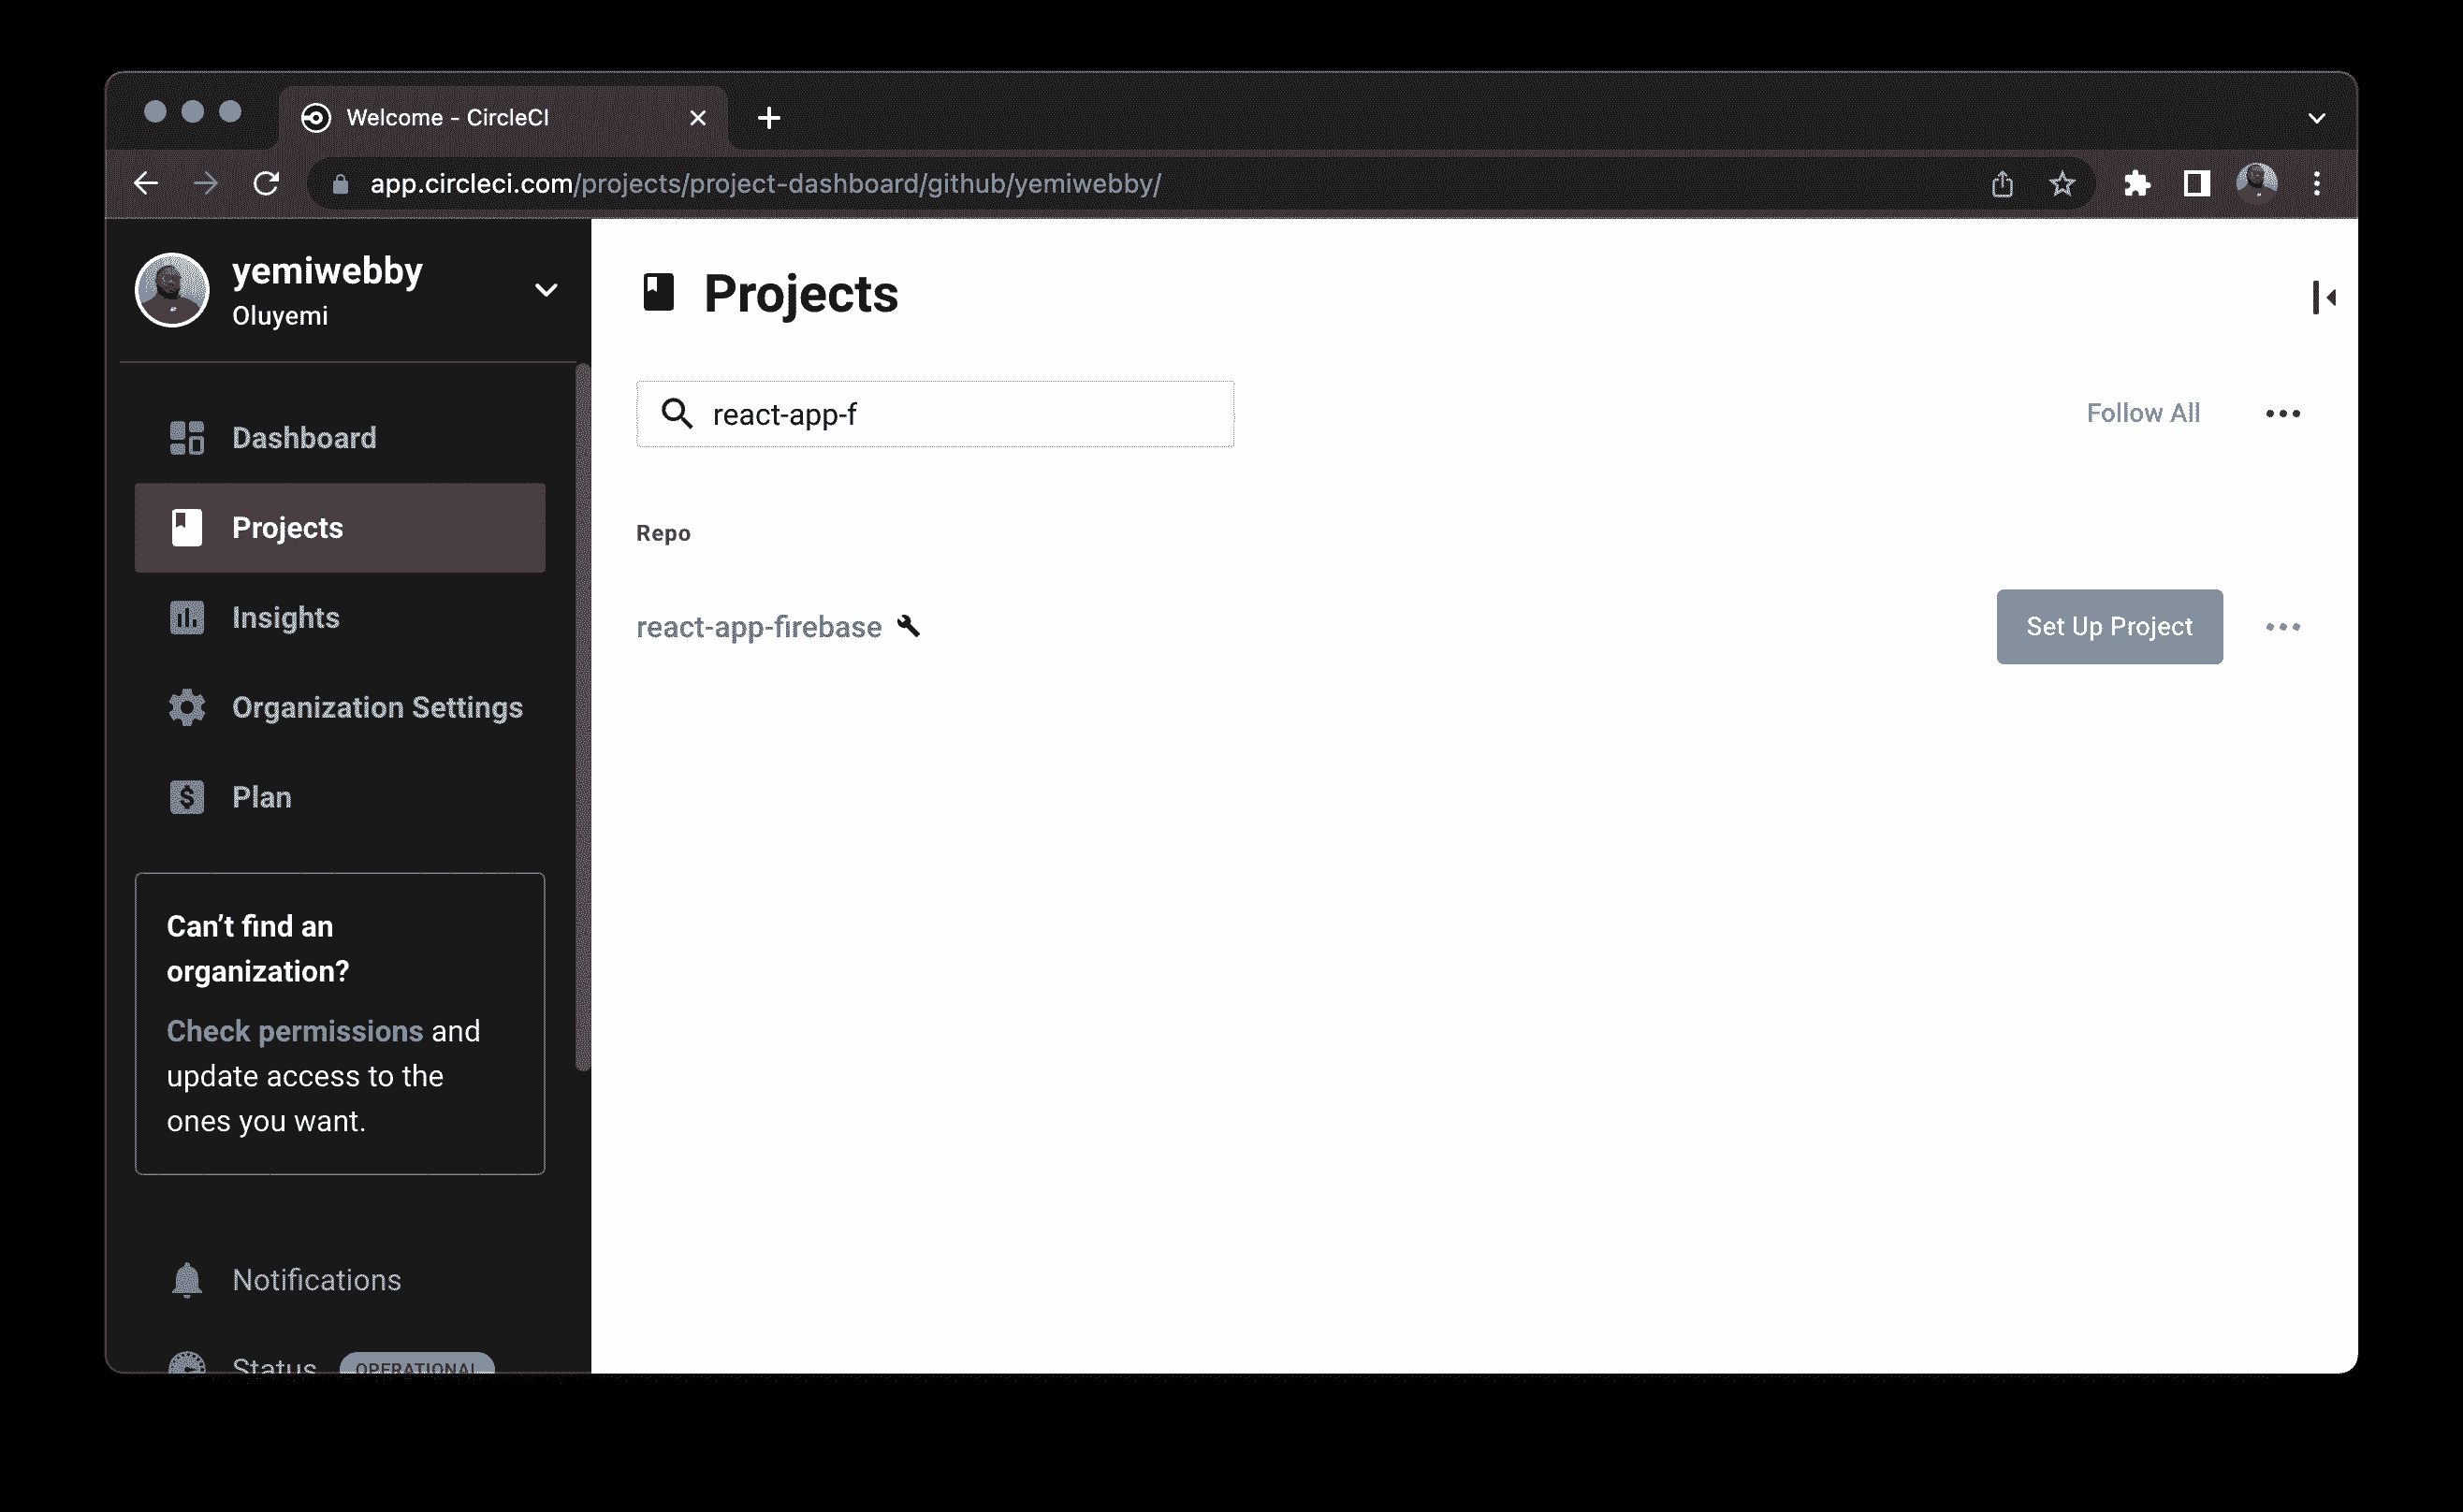 Welcome - CircleCI
app.circleci.com/projects/project-dashboard/github/yemiwebby/
yemiwebby
Oluyemi
Dashboard
Projects
Insights
Organization Settings
Plan
Can't find an
organization?
Check permissions and
update access to the
ones you want.
Notifications
Status OPERATIONAL
Projects
react-app-f
Follow All
Repo
react-app-firebase
Set Up Project